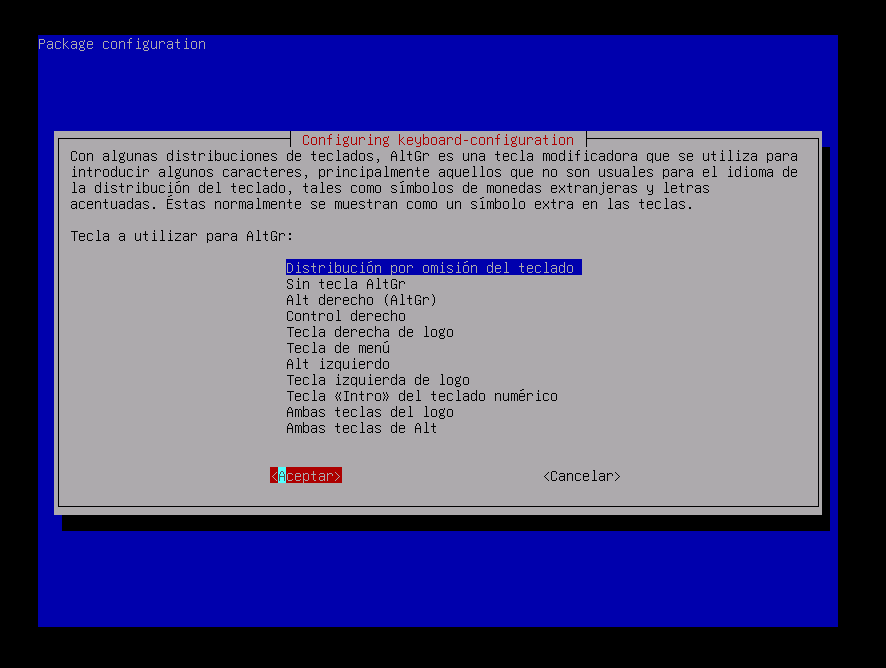 Package configuration
Configuring keyboard-configuration
Con algunas distribuciones de teclados, AltGr es una tecla modificadora que se utiliza para
introducir algunos caracteres, principalmente aquellos que no son usuales para el idioma de
la distribución del teclado, tales como símbolos de monedas extranjeras y letras
acentuadas. Éstas normalmente se muestran como un símbolo extra en las teclas.
Tecla a utilizar para AltGr:
Distribución por omisión del teclado
Sin tecla AltGr
Alt derecho (AltGr)
Control derecho
Tecla derecha de logo
Tecla de menú
Alt izquierdo
Tecla izquierda de logo
Tecla «Intro» del teclado numérico
Ambas teclas del logo
Ambas teclas de Alt
<Aceptar> <Cancelar>